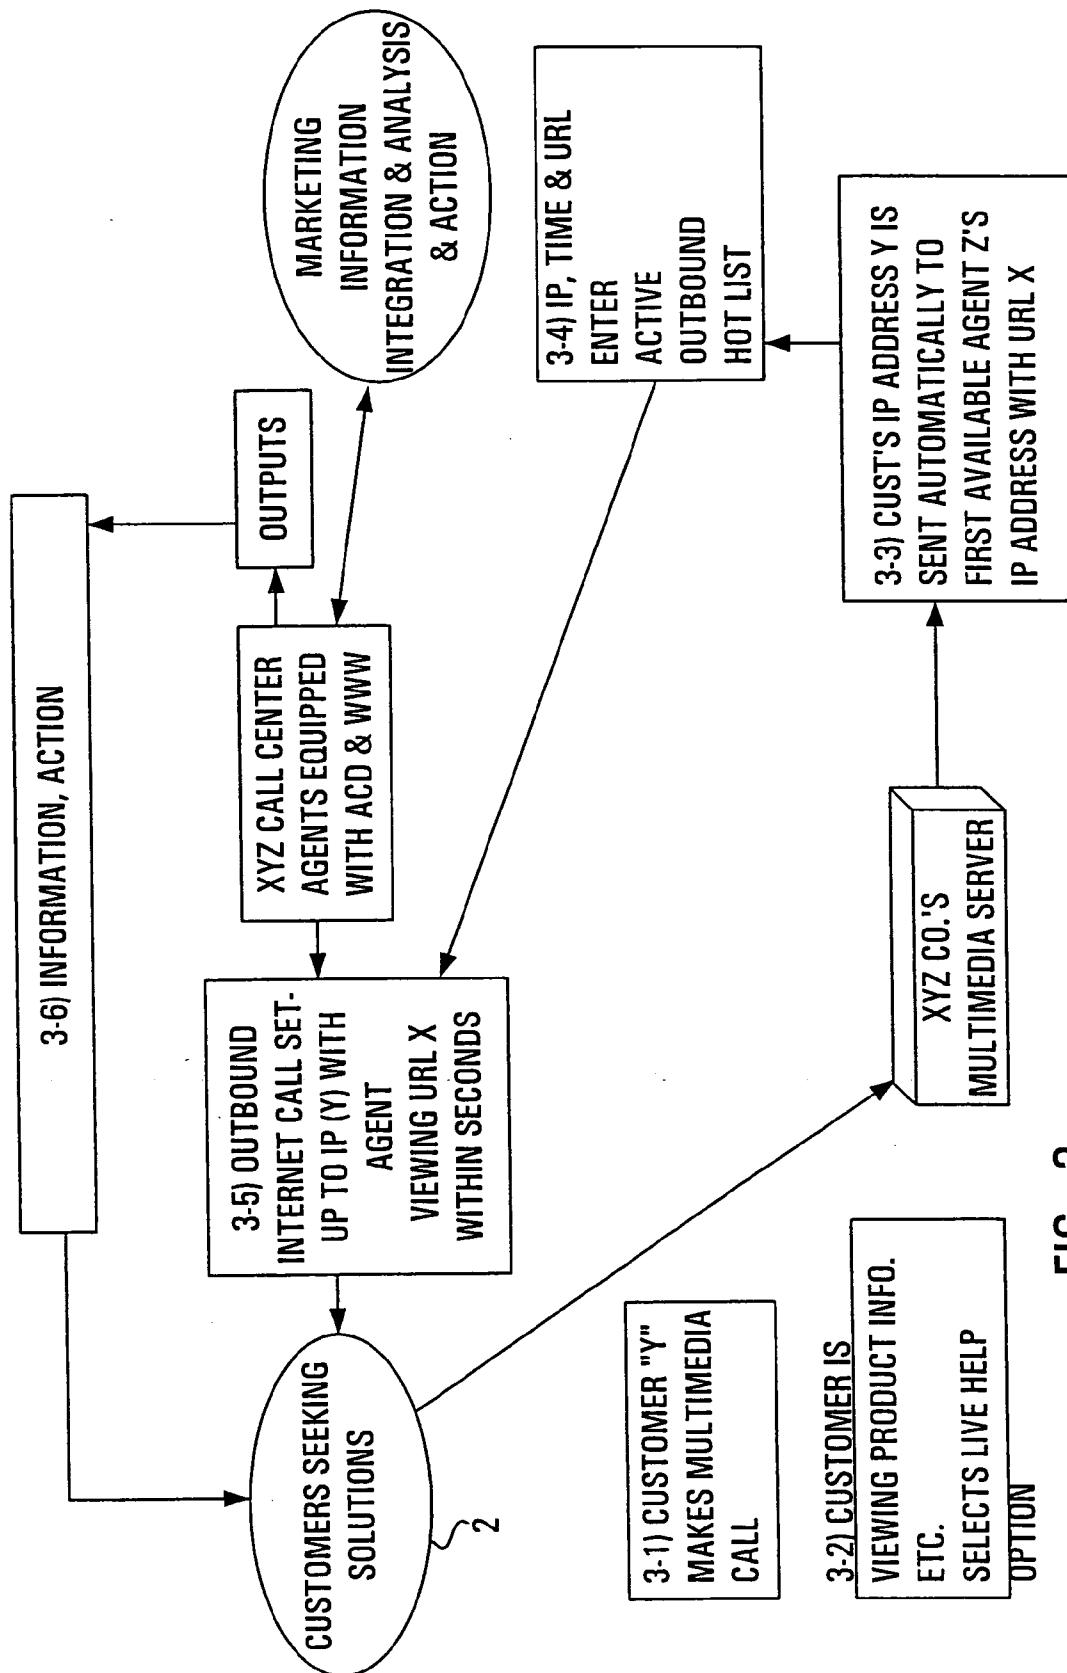 3-6) INFORMATION, ACTION
OUTPUTS
MARKETING
INFORMATION
INTEGRATION & ANALYSIS
& ACTION
XYZ CALL CENTER
AGENTS EQUIPPED
WITH ACD & WWW
3-5) OUTBOUND
INTERNET CALL SET-
UP TO IP (Y) WITH
AGENT
VIEWING URL X
WITHIN SECONDS
CUSTOMERS SEEKING
SOLUTIONS
2
3-4) IP, TIME & URL
ENTER
ACTIVE
OUTBOUND
HOT LIST
3-1) CUSTOMER "Y"
MAKES MULTIMEDIA
CALL
3-2) CUSTOMER IS
VIEWING PRODUCT INFO.
ETC.
SELECTS LIVE HELP
OPTION
XYZ CO.'S
MULTIMEDIA SERVER
3-3) CUST'S IP ADDRESS Y IS
SENT AUTOMATICALLY TO
FIRST AVAILABLE AGENT Z'S
IP ADDRESS WITH URL X